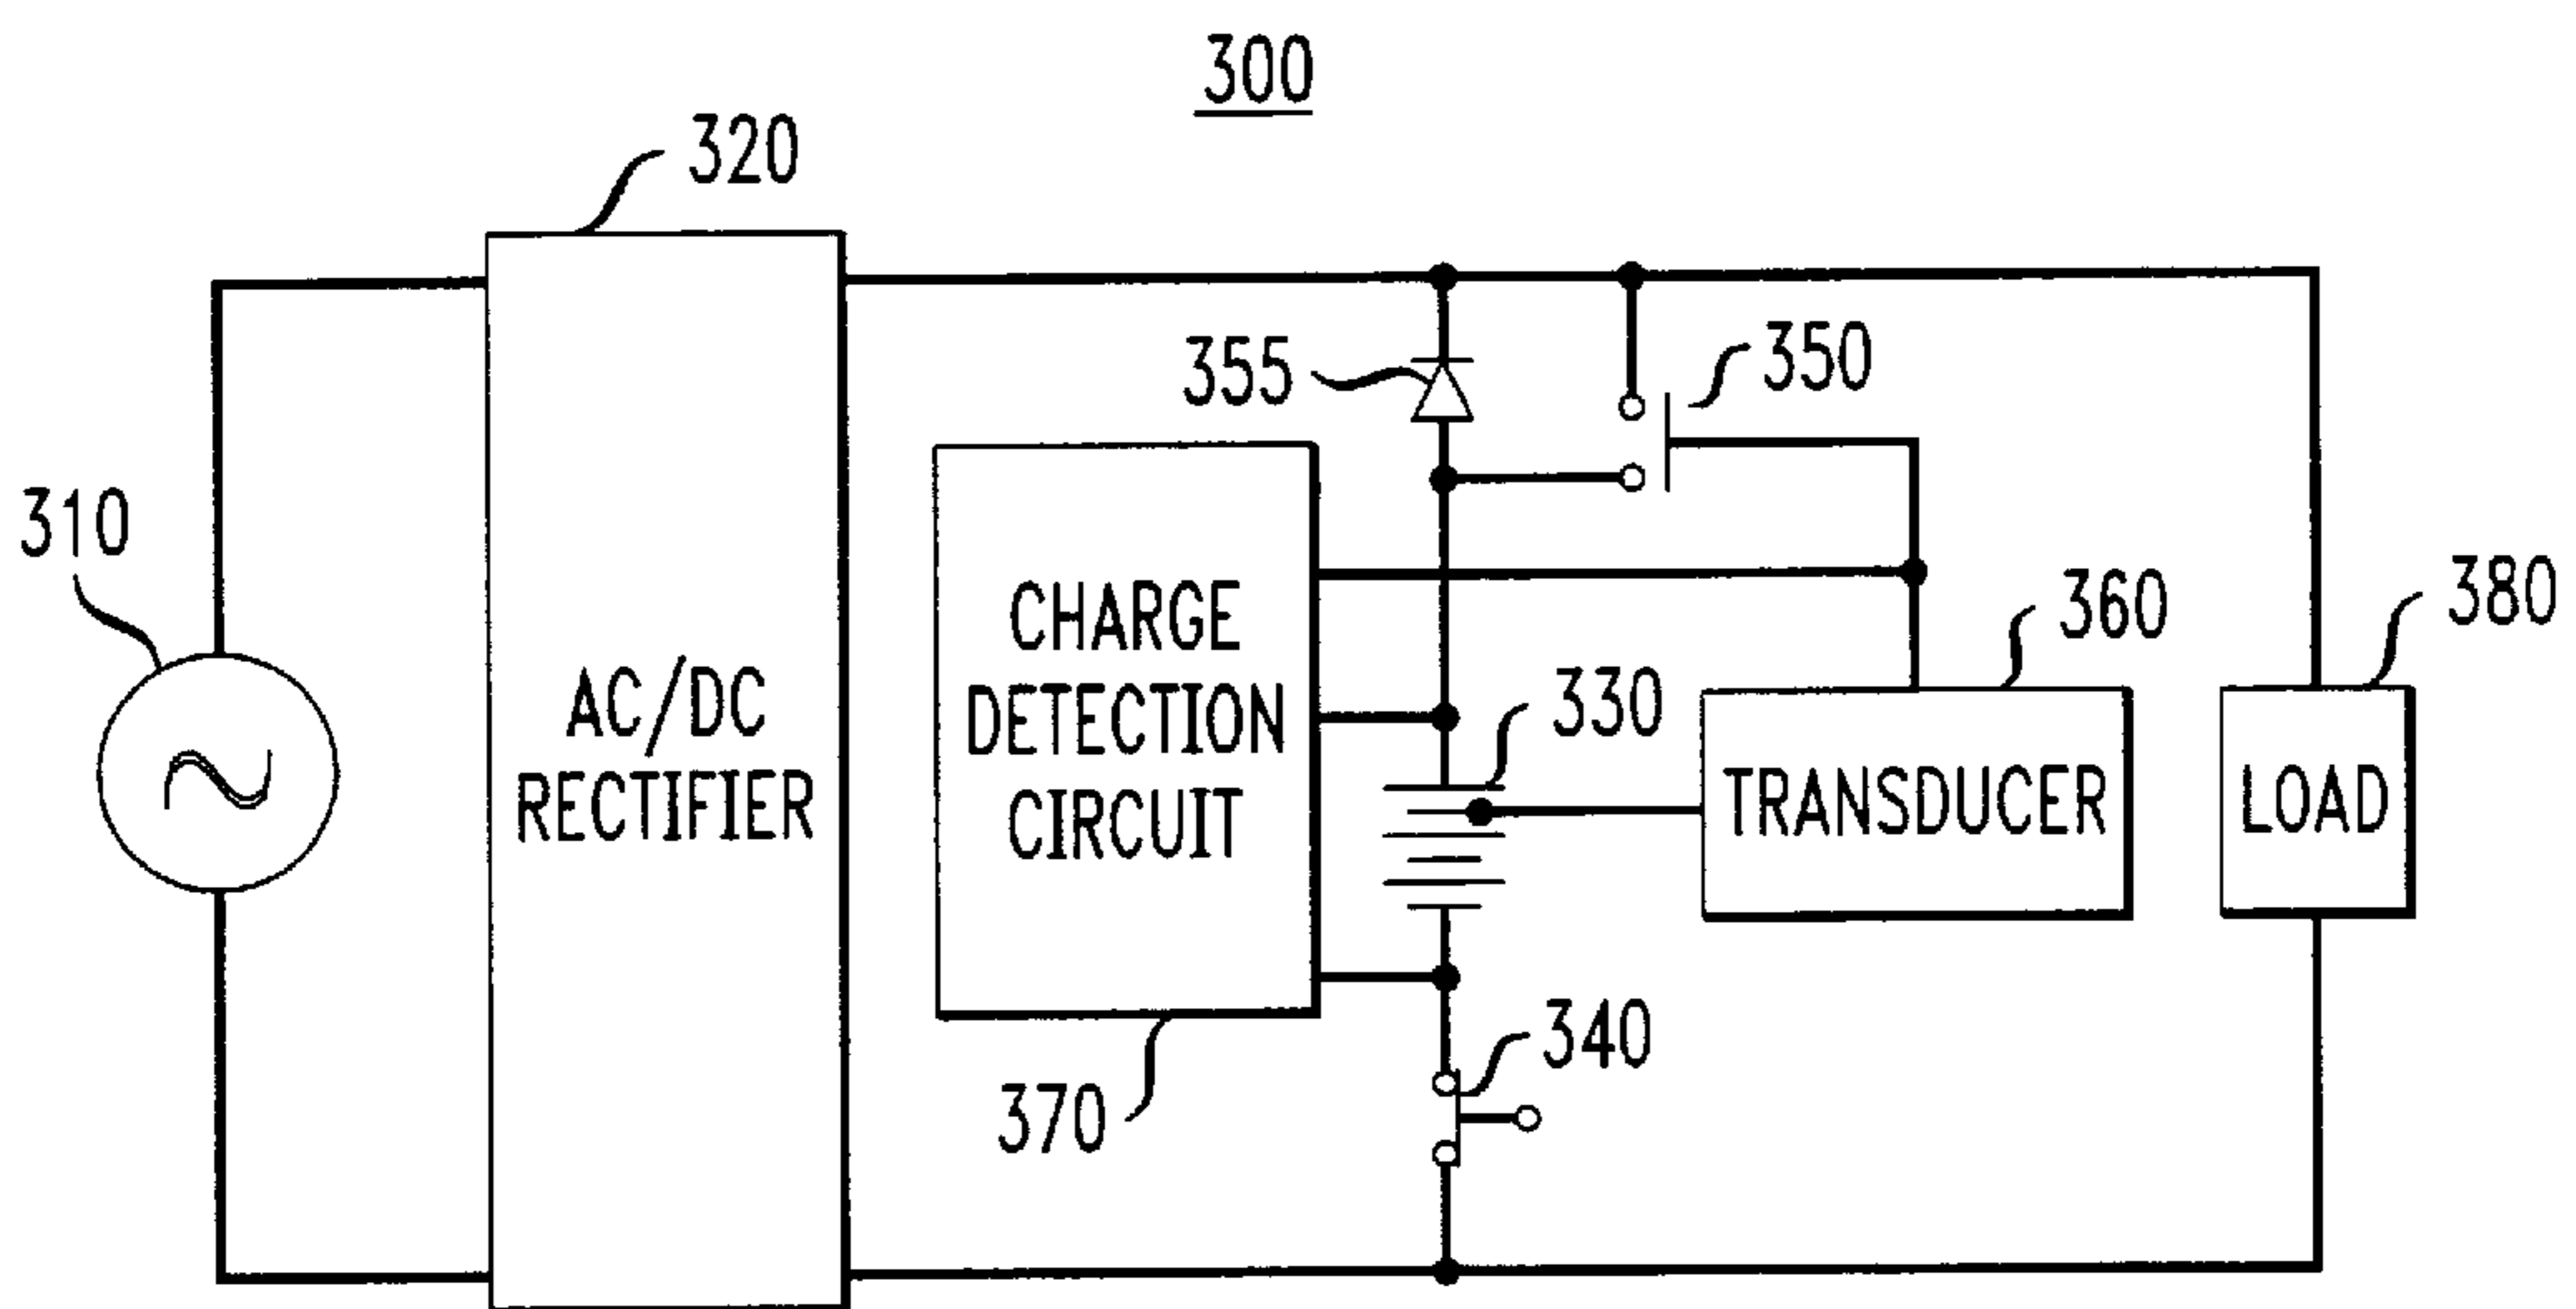 300
320
355
350
310
CHARGE
DETECTION
CIRCUIT
360
380
AC/DC
RECTIFIER
330
TRANSDUCER
LOAD
340
370